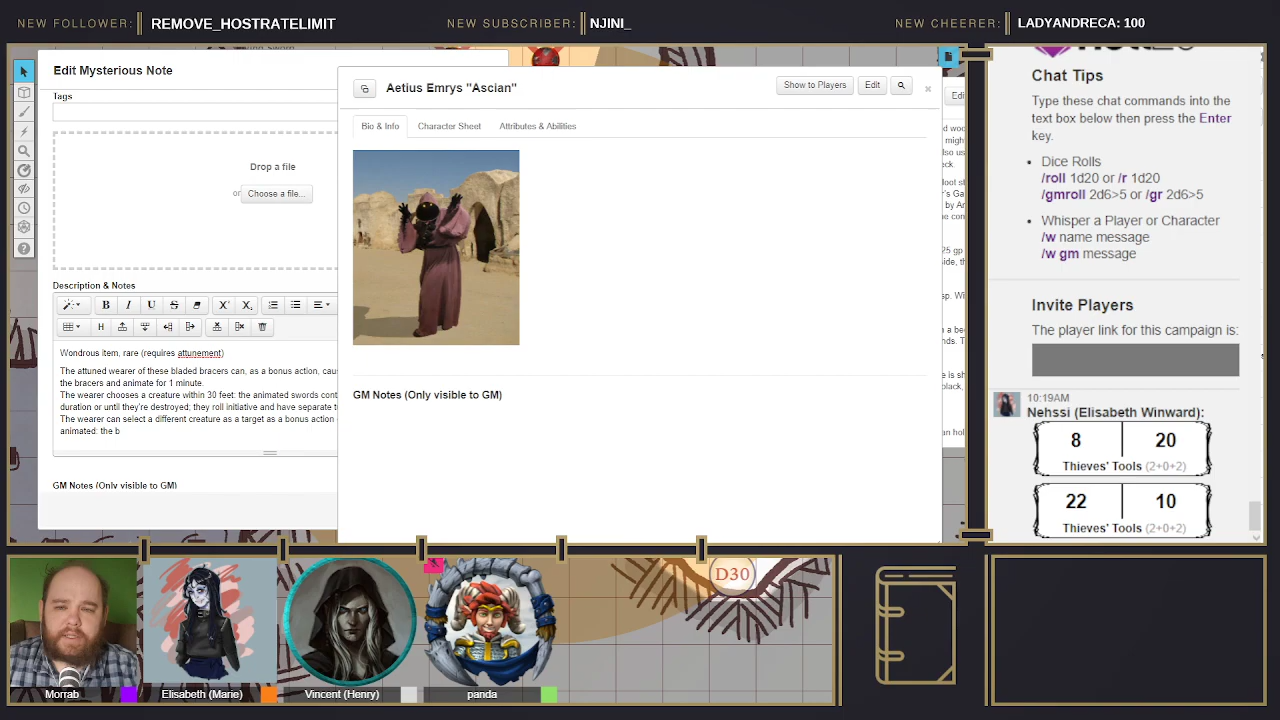 NEW FOLLOWER: REMOVE_HOSTRATELIMIT
NEW SUBSCRIBER: NJINI_
NEW CHEERER: LADYANDRECA: 100
Edit Mysterious Note
Tags
Drop a file
or Choose a file...
Description & Notes
Wondrous item, rare (requires attunement)
The attuned wearer of these bladed bracers can, as a bonus action, cau
the bracers and animate for 1 minute.
The wearer chooses a creature within 30 feet: the animated swords cont
duration or until they're destroyed; they roll initiative and have separate t
The wearer can select a different creature as a target as a bonus action
animated: the b
GM Notes (Only visible to GM)
Aetius Emrys "Ascian"
Show to Players
Edit
Bio & Info
Character Sheet
Attributes & Abilities
GM Notes (Only visible to GM)
Chat Tips
Type these chat commands into the
text box below then press the Enter
key.
• Dice Rolls
/roll 1d20 or /r 1d20
/gmroll 2d6>5 or /gr 2d6>5
• Whisper a Player or Character
/w name message
/w gm message
Invite Players
The player link for this campaign is:
10:19AM
Nehssi (Elisabeth Winward):
8 20
Thieves' Tools (2+0+2)
22 10
Thieves' Tools (2+0+2)
D30
Morrab
Elisabeth (Marie)
Vincent (Henry)
panda